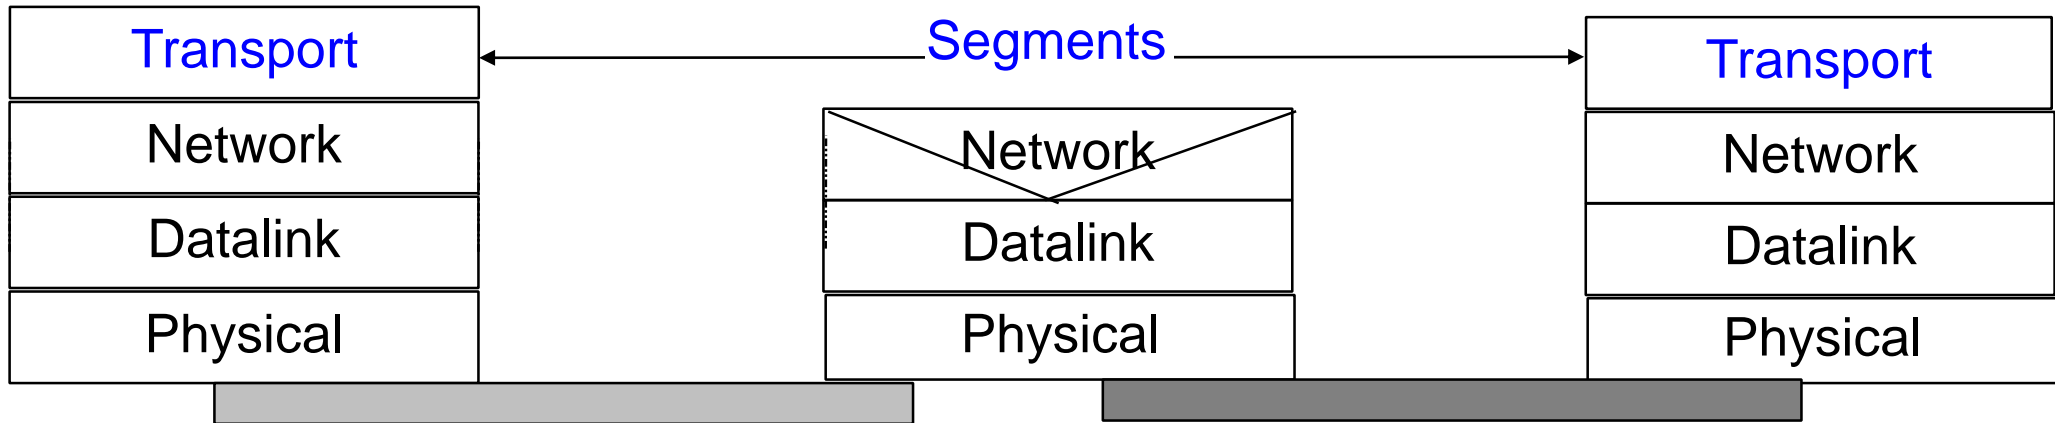 Transport
Segments
Transport
Network
Network
Network
Datalink
Datalink
Datalink
Physical
Physical
Physical